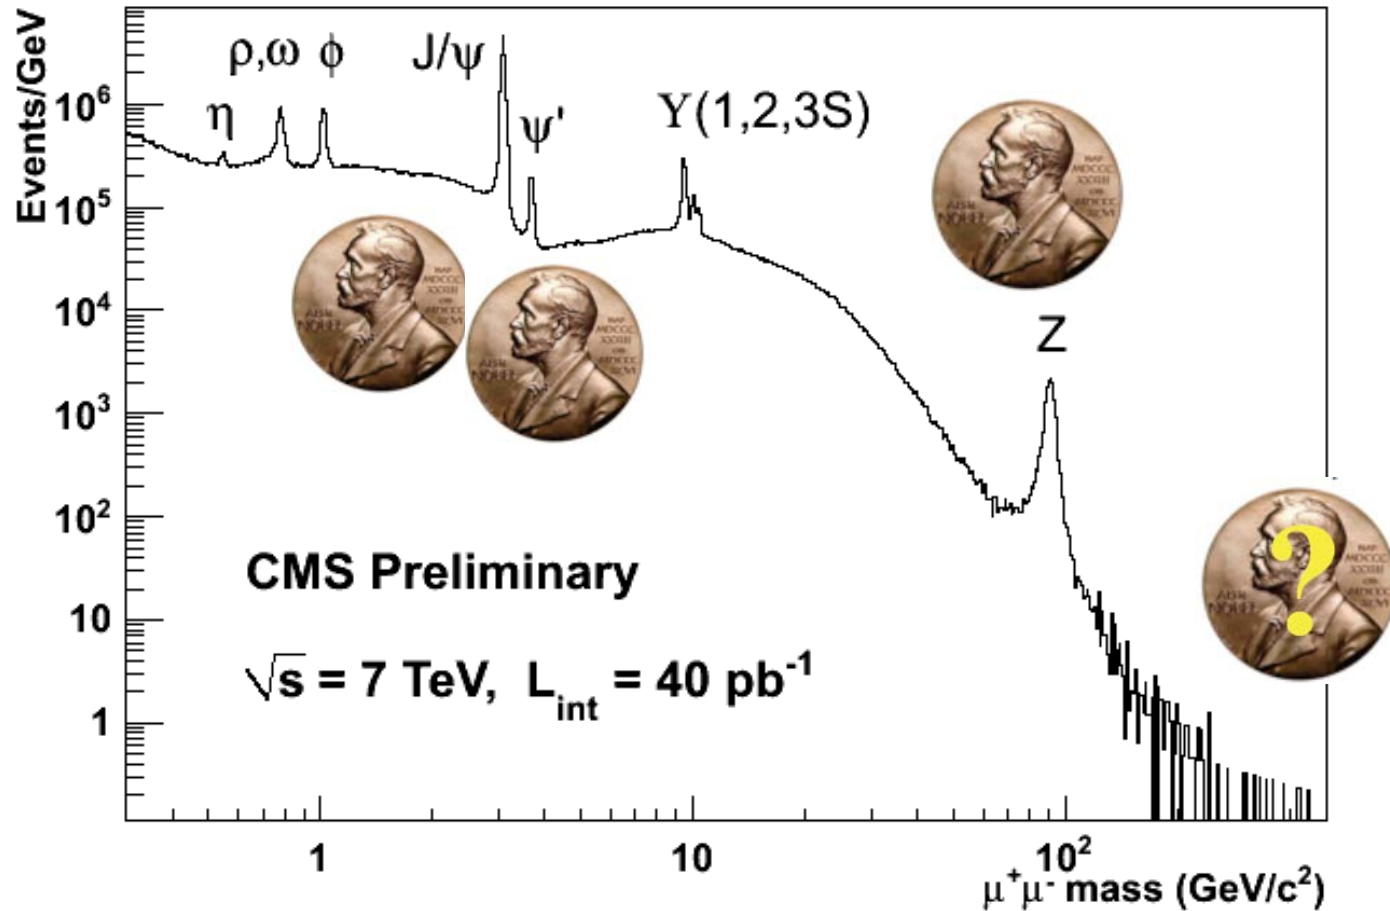 Events/GeV
10⁶
10⁵
10⁴
10³
10²
10
1
η
ρ,ω
ϕ
J/ψ
ψ'
Υ(1,2,3S)
Z
?
CMS Preliminary
√s = 7 TeV, L_int = 40 pb⁻¹
1
10
10²
μ⁺μ⁻ mass (GeV/c²)